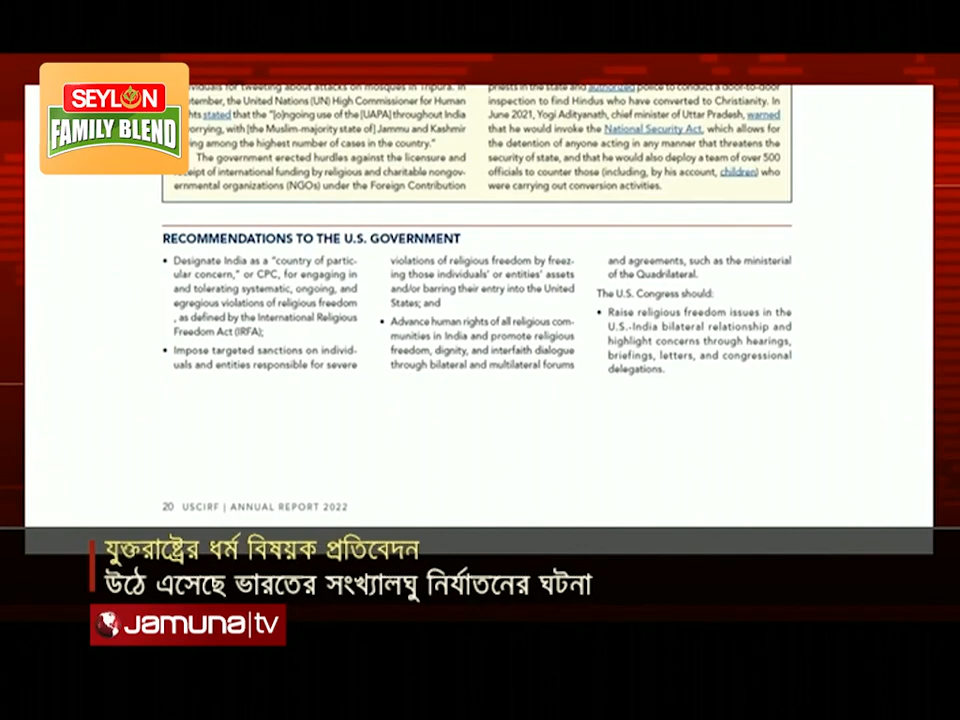 SEYLON
FAMILY BLEND
individuals for tweeting about attacks on mosques in Tripura. In
tember, the United Nations (UN) High Commissioner for Human
hts stated that the "[o]ngoing use of the [UAPA] throughout India
orrying, with [the Muslim-majority state of] Jammu and Kashmir
ing among the highest number of cases in the country."
The government erected hurdles against the licensure and
eipt of international funding by religious and charitable nongov-
ernmental organizations (NGOs) under the Foreign Contribution
priests in the state and authorized police to conduct a door-to-door
inspection to find Hindus who have converted to Christianity. In
June 2021, Yogi Adityanath, chief minister of Uttar Pradesh, warned
that he would invoke the National Security Act, which allows for
the detention of anyone acting in any manner that threatens the
security of state, and that he would also deploy a team of over 500
officials to counter those (including, by his account, children) who
were carrying out conversion activities.
RECOMMENDATIONS TO THE U.S. GOVERNMENT
• Designate India as a "country of partic-
ular concern," or CPC, for engaging in
and tolerating systematic, ongoing, and
egregious violations of religious freedom
, as defined by the International Religious
Freedom Act (IRFA);
• Impose targeted sanctions on individ-
uals and entities responsible for severe
violations of religious freedom by freez-
ing those individuals' or entities' assets
and/or barring their entry into the United
States; and
• Advance human rights of all religious com-
munities in India and promote religious
freedom, dignity, and interfaith dialogue
through bilateral and multilateral forums
and agreements, such as the ministerial
of the Quadrilateral.
The U.S. Congress should:
• Raise religious freedom issues in the
U.S.-India bilateral relationship and
highlight concerns through hearings,
briefings, letters, and congressional
delegations.
20 USCIRF | ANNUAL REPORT 2022
যুক্তরাষ্ট্রের ধর্ম বিষয়ক প্রতিবেদন
উঠে এসেছে ভারতের সংখ্যালঘু নির্যাতনের ঘটনা
Jamuna|tv